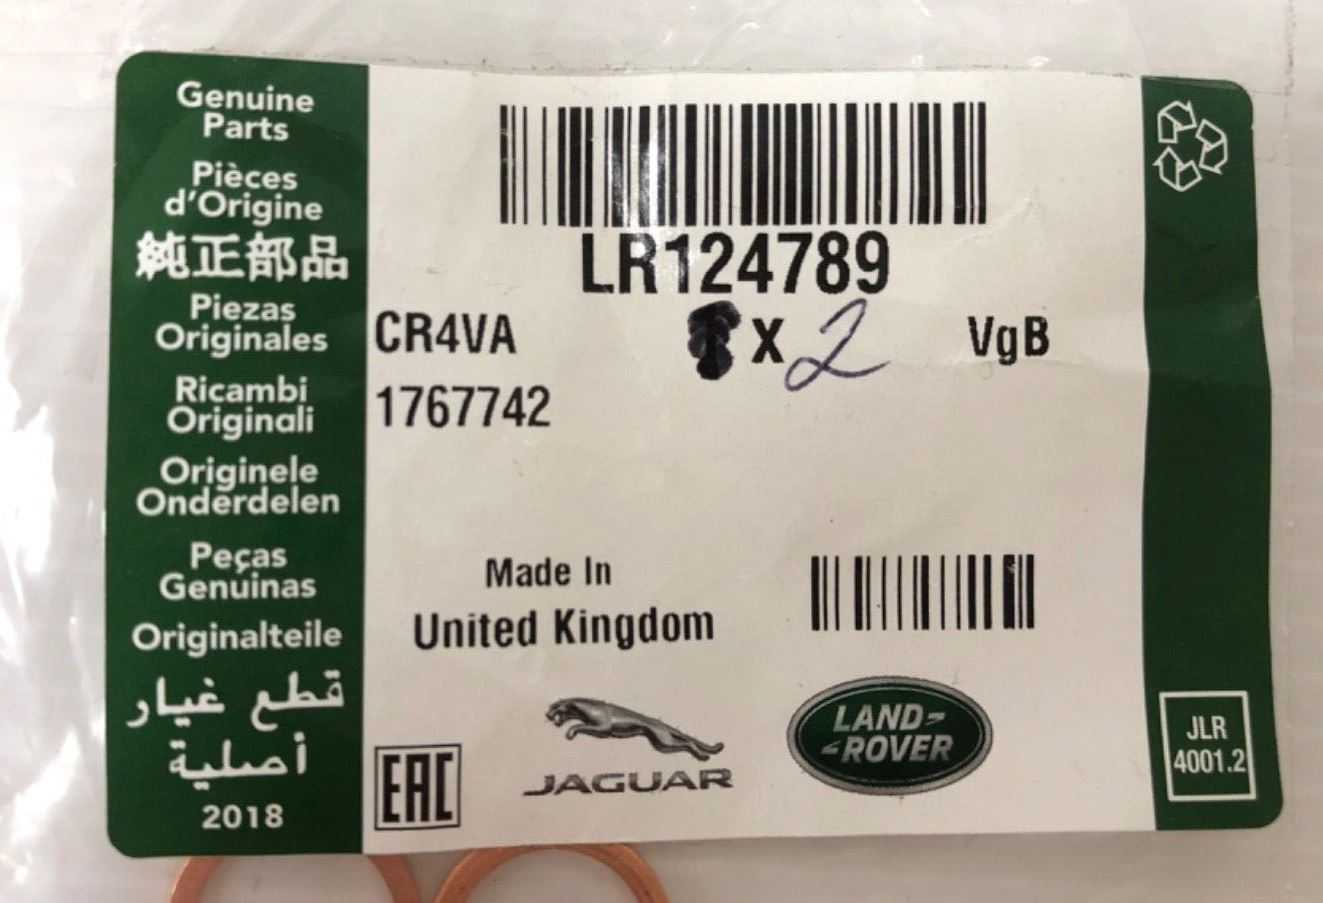 Genuine
Parts
Pièces
d'Origine
純正部品
Piezas
Originales
Ricambi
Originali
Originele
Onderdelen
Peças
Genuinas
Originalteile
قطع غيار
أصلية
2018
LR124789
CR4VA
X 2
VgB
1767742
Made In
United Kingdom
EAC
JAGUAR
LAND-
-ROVER
JLR
4001.2